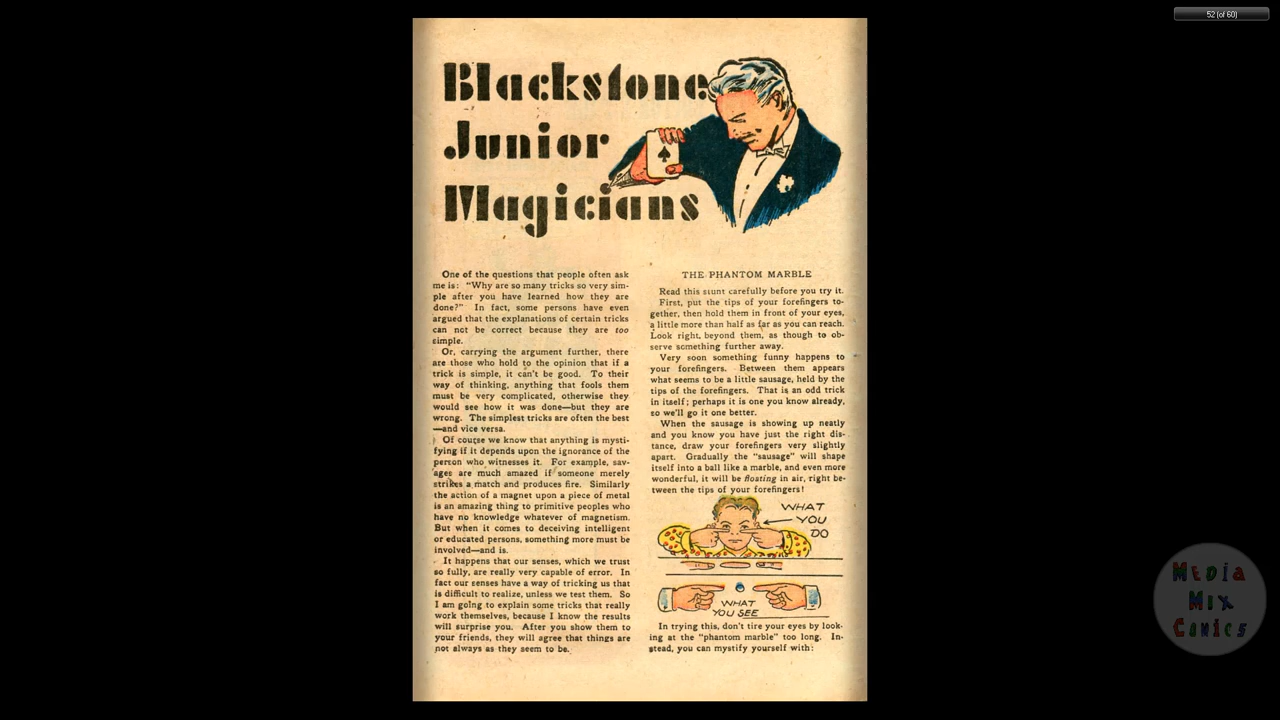 52 (of 60)
Blackstone
Junior
Magicians
One of the questions that people often ask
me is: "Why are so many tricks so very sim-
ple after you have learned how they are
done?" In fact, some persons have even
argued that the explanations of certain tricks
can not be correct because they are too
simple.
Or, carrying the argument further, there
are those who hold to the opinion that if a
trick is simple, it can't be good. To their
way of thinking, anything that fools them
must be very complicated, otherwise they
would see how it was done—but they are
wrong. The simplest tricks are often the best
—and vice versa.
Of course we know that anything is mysti-
fying if it depends upon the ignorance of the
person who witnesses it. For example, sav-
ages are much amazed if someone merely
strikes a match and produces fire. Similarly
the action of a magnet upon a piece of metal
is an amazing thing to primitive peoples who
have no knowledge whatever of magnetism.
But when it comes to deceiving intelligent
or educated persons, something more must be
involved—and is.
It happens that our senses, which we trust
so fully, are really very capable of error. In
fact our senses have a way of tricking us that
is difficult to realize, unless we test them. So
I am going to explain some tricks that really
work themselves, because I know the results
will surprise you. After you show them to
your friends, they will agree that things are
not always as they seem to be.
THE PHANTOM MARBLE
Read this stunt carefully before you try it.
First, put the tips of your forefingers to-
gether, then hold them in front of your eyes,
a little more than half as far as you can reach.
Look right, beyond them, as though to ob-
serve something further away.
Very soon something funny happens to
your forefingers. Between them appears
what seems to be a little sausage, held by the
tips of the forefingers. That is an odd trick
in itself; perhaps it is one you know already,
so we'll go it one better.
When the sausage is showing up neatly
and you know you have just the right dis-
tance, draw your forefingers very slightly
apart. Gradually the "sausage" will shape
itself into a ball like a marble, and even more
wonderful, it will be floating in air, right be-
tween the tips of your forefingers!
WHAT
YOU
DO
WHAT
YOU SEE
In trying this, don't tire your eyes by look-
ing at the "phantom marble" too long. In-
stead, you can mystify yourself with:
Media
Mix
Comics